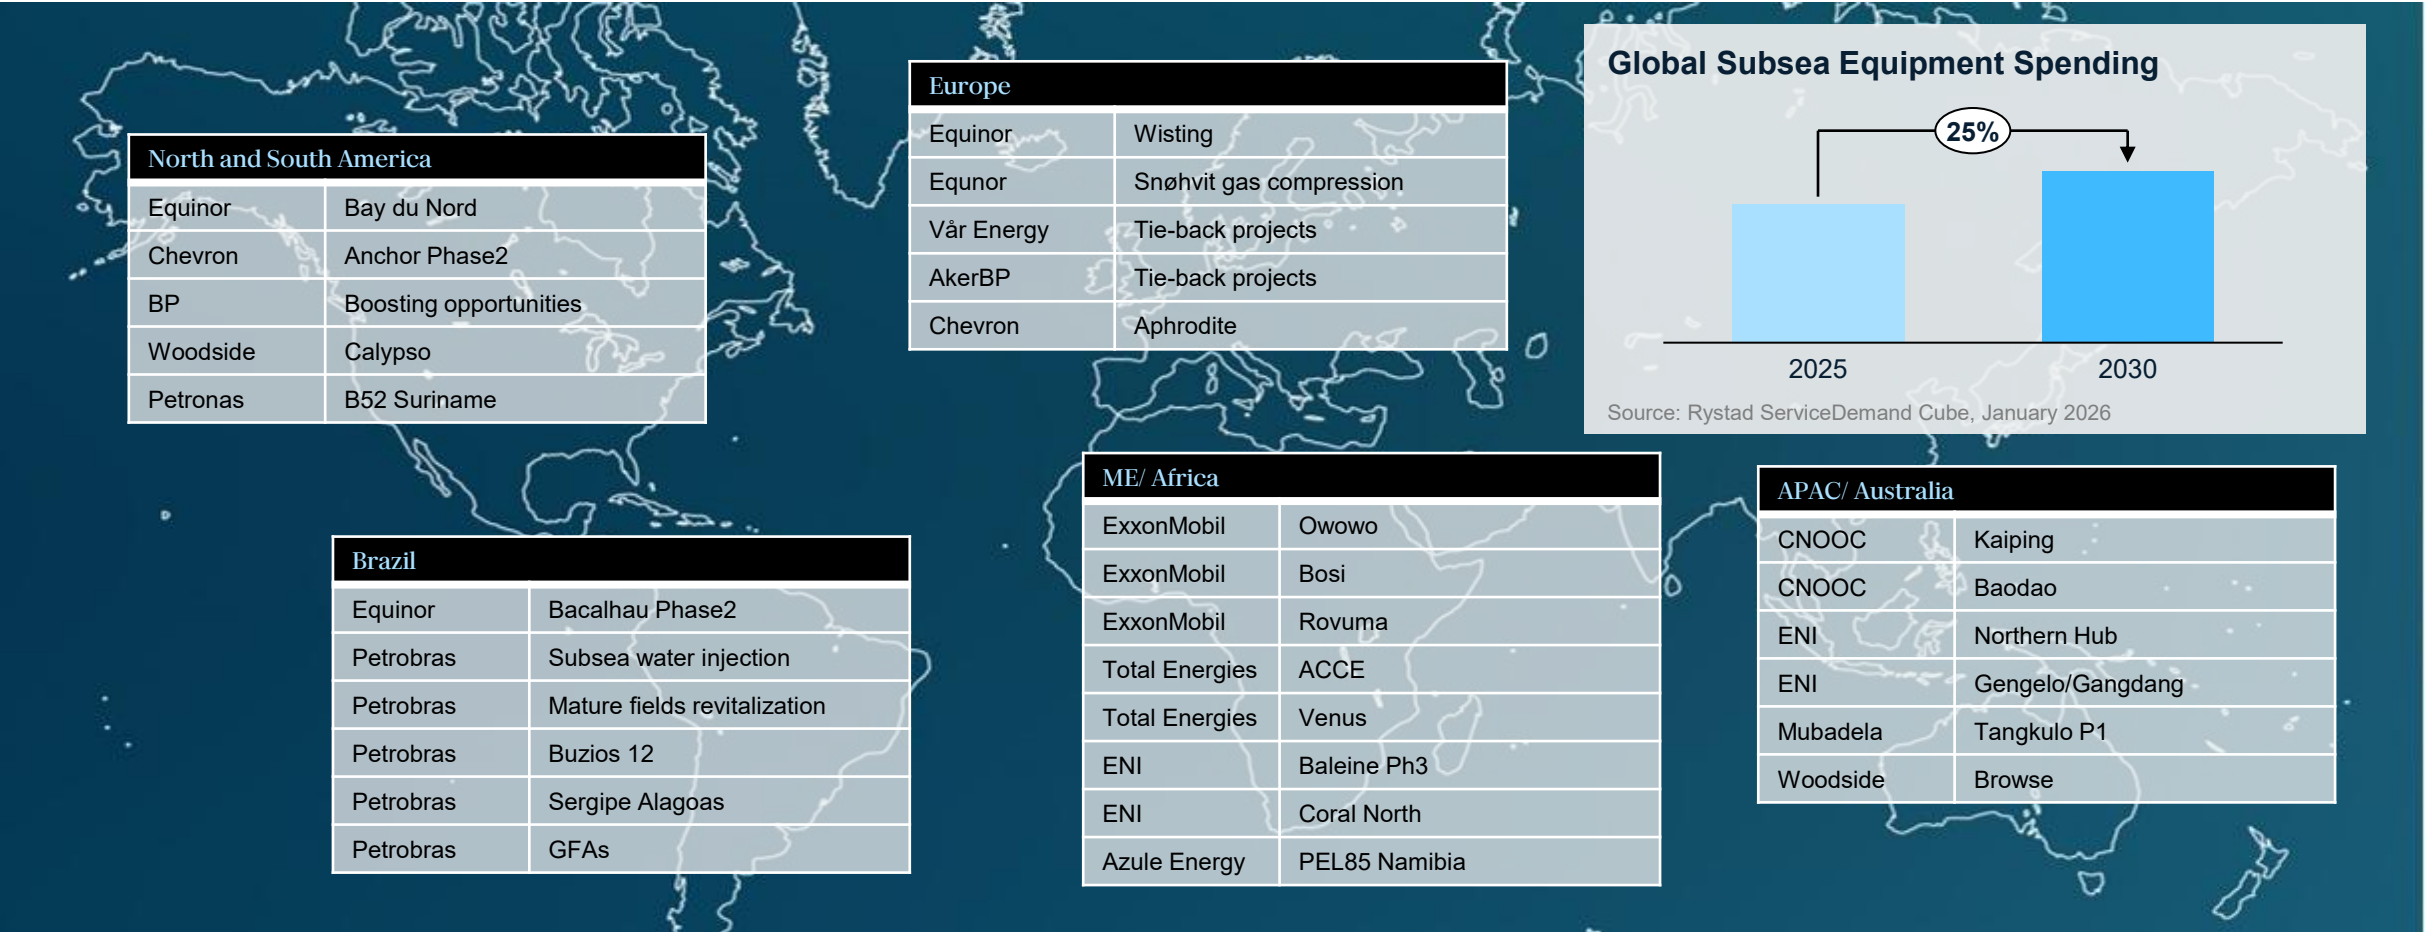 Global Subsea Equipment Spending
25%
2025 2030
Source: Rystad ServiceDemand Cube, January 2026
North and South America
Equinor Bay du Nord
Chevron Anchor Phase2
BP Boosting opportunities
Woodside Calypso
Petronas B52 Suriname
Europe
Equinor Wisting
Equnor Snøhvit gas compression
Vår Energy Tie-back projects
AkerBP Tie-back projects
Chevron Aphrodite
Brazil
Equinor Bacalhau Phase2
Petrobras Subsea water injection
Petrobras Mature fields revitalization
Petrobras Buzios 12
Petrobras Sergipe Alagoas
Petrobras GFAs
ME/ Africa
ExxonMobil Owowo
ExxonMobil Bosi
ExxonMobil Rovuma
Total Energies ACCE
Total Energies Venus
ENI Baleine Ph3
ENI Coral North
Azule Energy PEL85 Namibia
APAC/ Australia
CNOOC Kaiping
CNOOC Baodao
ENI Northern Hub
ENI Gengelo/Gangdang
Mubadela Tangkulo P1
Woodside Browse